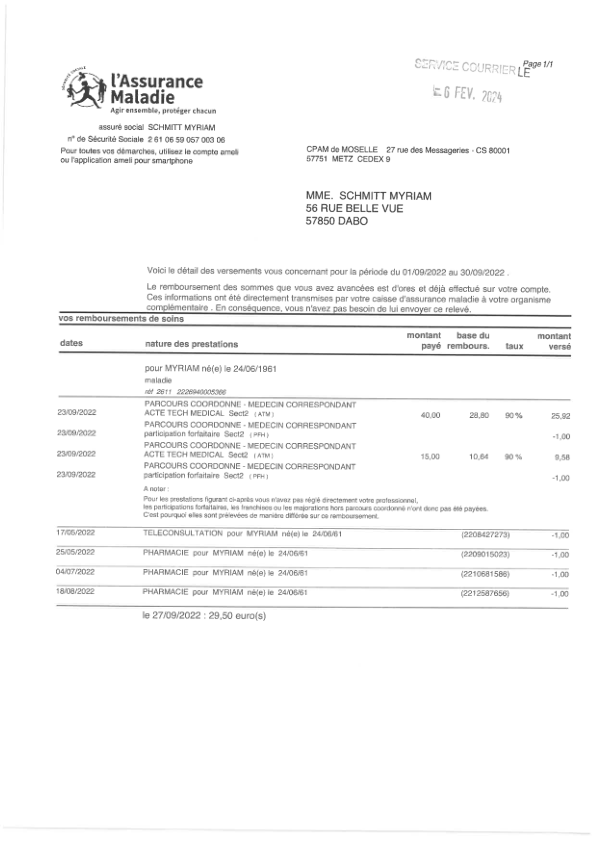 SERVICE COURRIER
LE
Page 1/1
6 FEV. 2024
SÉCURITÉ SOCIALE
l'Assurance
Maladie
Agir ensemble, protéger chacun
assuré social SCHMITT MYRIAM
n° de Sécurité Sociale 2 61 06 59 057 003 06
Pour toutes vos démarches, utilisez le compte ameli
ou l'application ameli pour smartphone
CPAM de MOSELLE 27 rue des Messageries - CS 80001
57751 METZ CEDEX 9
MME. SCHMITT MYRIAM
56 RUE BELLE VUE
57850 DABO
Voici le détail des versements vous concernant pour la période du 01/09/2022 au 30/09/2022 .
Le remboursement des sommes que vous avez avancées est d'ores et déjà effectué sur votre compte.
Ces informations ont été directement transmises par votre caisse d'assurance maladie à votre organisme
complémentaire . En conséquence, vous n'avez pas besoin de lui envoyer ce relevé.
vos remboursements de soins
dates nature des prestations montant payé base du rembours. taux montant versé
pour MYRIAM né(e) le 24/06/1961
maladie
réf 2611 2226940005366
PARCOURS COORDONNE - MEDECIN CORRESPONDANT
23/09/2022 ACTE TECH MEDICAL Sect2 ( ATM ) 40,00 28,80 90 % 25,92
PARCOURS COORDONNE - MEDECIN CORRESPONDANT
23/09/2022 participation forfaitaire Sect2 ( PFH ) -1,00
PARCOURS COORDONNE - MEDECIN CORRESPONDANT
23/09/2022 ACTE TECH MEDICAL Sect2 ( ATM ) 15,00 10,64 90 % 9,58
PARCOURS COORDONNE - MEDECIN CORRESPONDANT
23/09/2022 participation forfaitaire Sect2 ( PFH ) -1,00
A noter :
Pour les prestations figurant ci-après vous n'avez pas réglé directement votre professionnel,
les participations forfaitaires, les franchises ou les majorations hors parcours coordonné n'ont donc pas été payées.
C'est pourquoi elles sont prélevées de manière différée sur ce remboursement.
17/05/2022 TELECONSULTATION pour MYRIAM né(e) le 24/06/61 (2208427273) -1,00
25/05/2022 PHARMACIE pour MYRIAM né(e) le 24/06/61 (2209015023) -1,00
04/07/2022 PHARMACIE pour MYRIAM né(e) le 24/06/61 (2210681586) -1,00
18/08/2022 PHARMACIE pour MYRIAM né(e) le 24/06/61 (2212587656) -1,00
le 27/09/2022 : 29,50 euro(s)